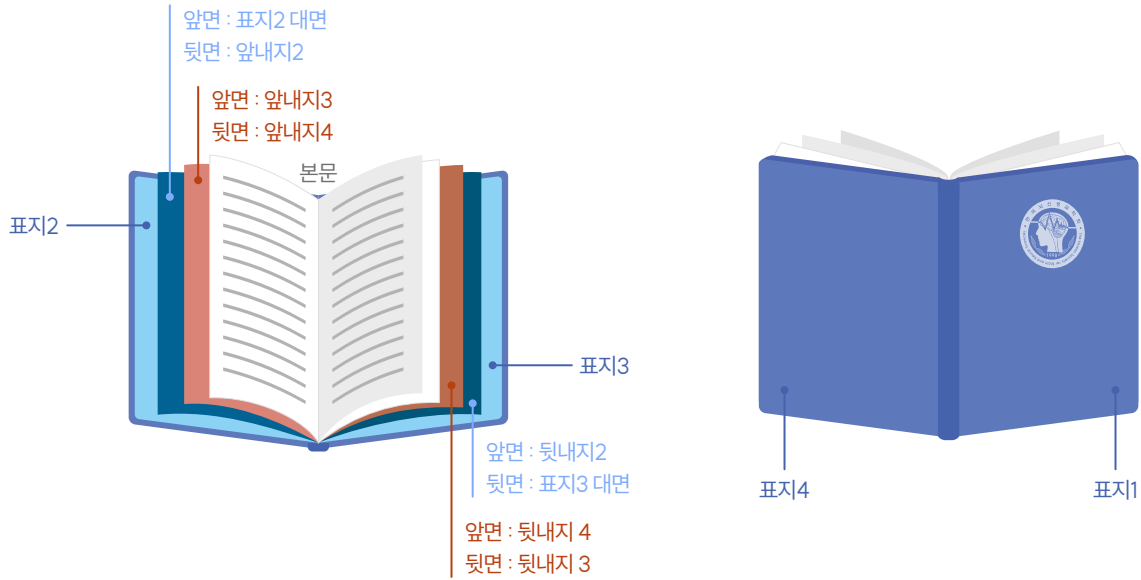 앞면 : 표지2 대면
뒷면 : 앞내지2
앞면 : 앞내지3
뒷면 : 앞내지4
본문
표지2
표지3
앞면 : 뒷내지2
뒷면 : 표지3 대면
앞면 : 뒷내지 4
뒷면 : 뒷내지 3
표지4
표지1